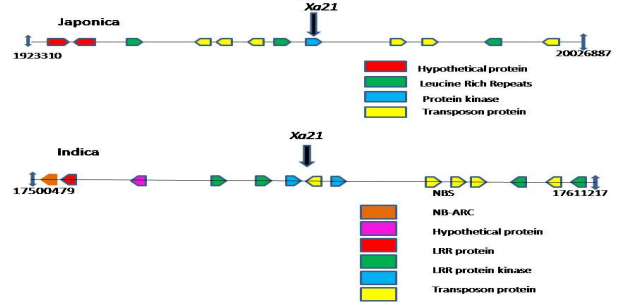 Xa21
Japonica
1923310
20026887
Hypothetical protein
Leucine Rich Repeats
Protein kinase
Transposon protein
Xa21
Indica
17500479
NBS
17611217
NB-ARC
Hypothetical protein
LRR protein
LRR protein kinase
Transposon protein